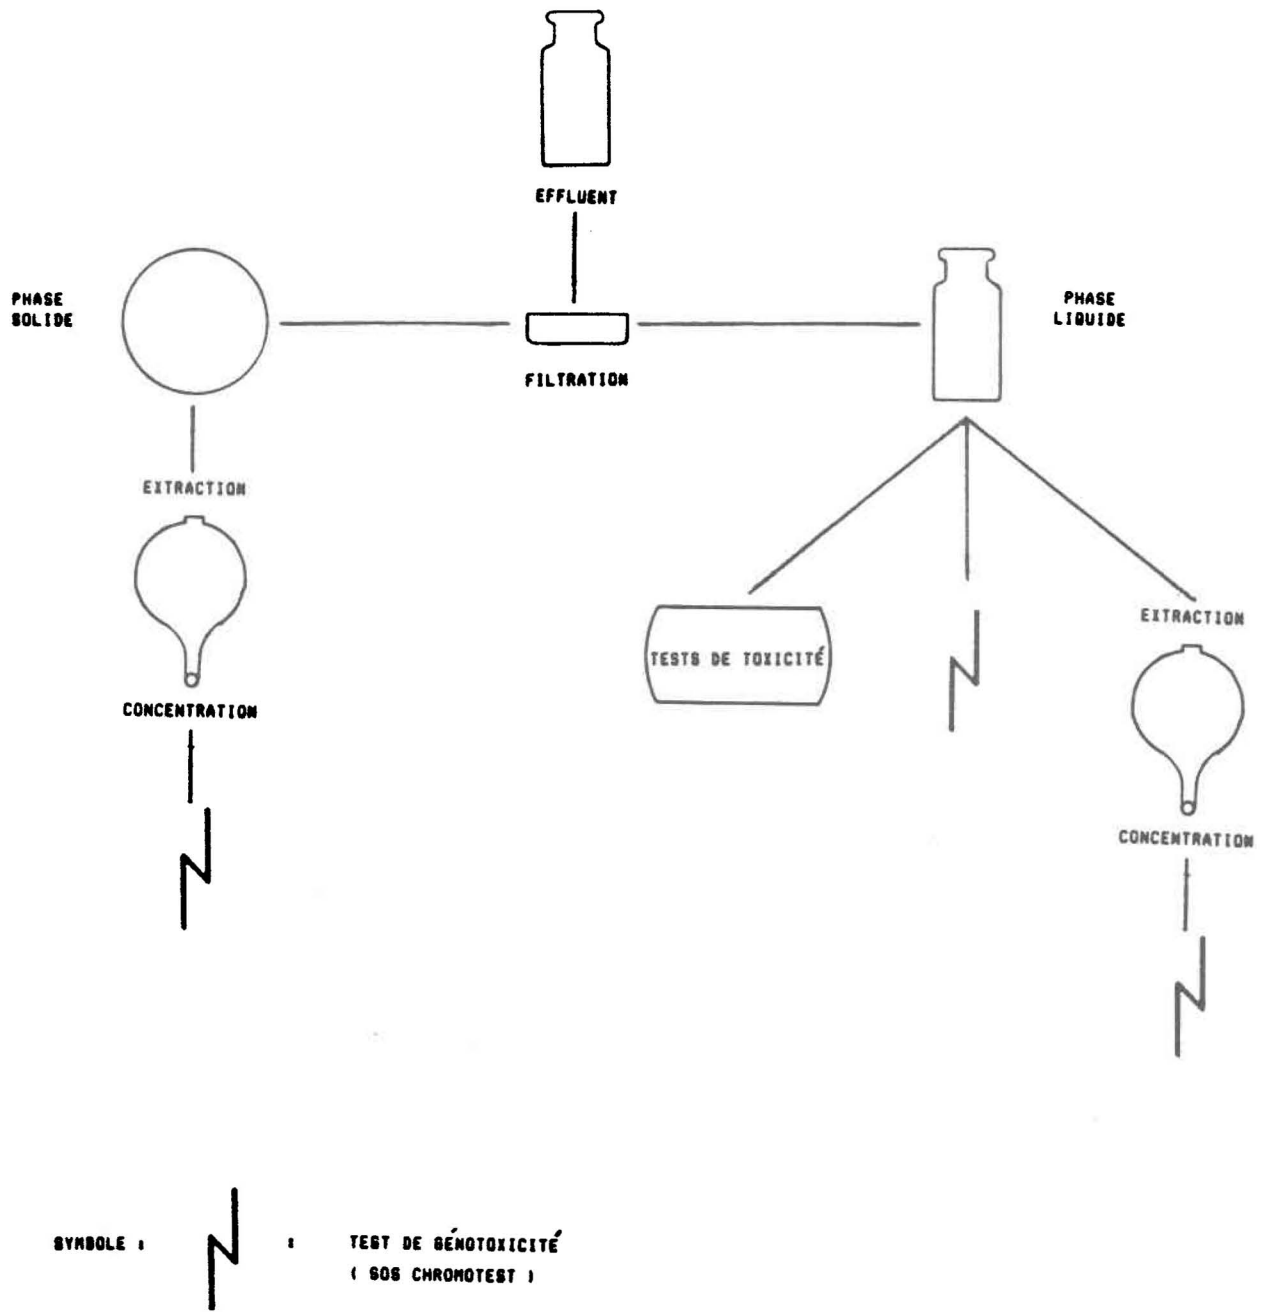 EFFLUENT
PHASE
SOLIDE
PHASE
LIQUIDE
FILTRATION
EXTRACTION
CONCENTRATION
TESTS DE TOXICITÉ
EXTRACTION
CONCENTRATION
SYMBOLE : : TEST DE GÉNOTOXICITÉ
( SOS CHROMOTEST )